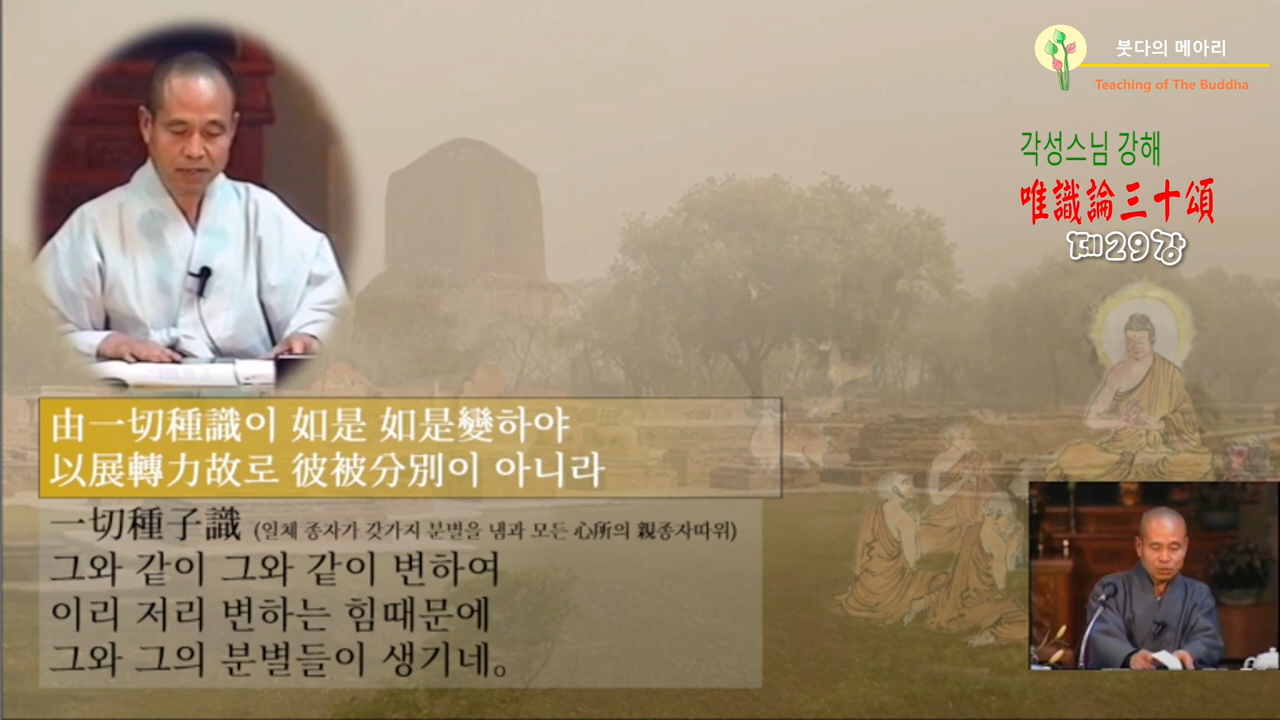 붓다의 메아리
Teaching of The Buddha
각성스님 강해
唯識論三十頌
제29강
由一切種識이 如是 如是變하야
以展轉力故로 彼被分別이 아니라
一切種子識 (일체 종자가 갖가지 분별을 냄과 모든 心所의 親종자따위)
그와 같이 그와 같이 변하여
이리 저리 변하는 힘때문에
그와 그의 분별들이 생기네。